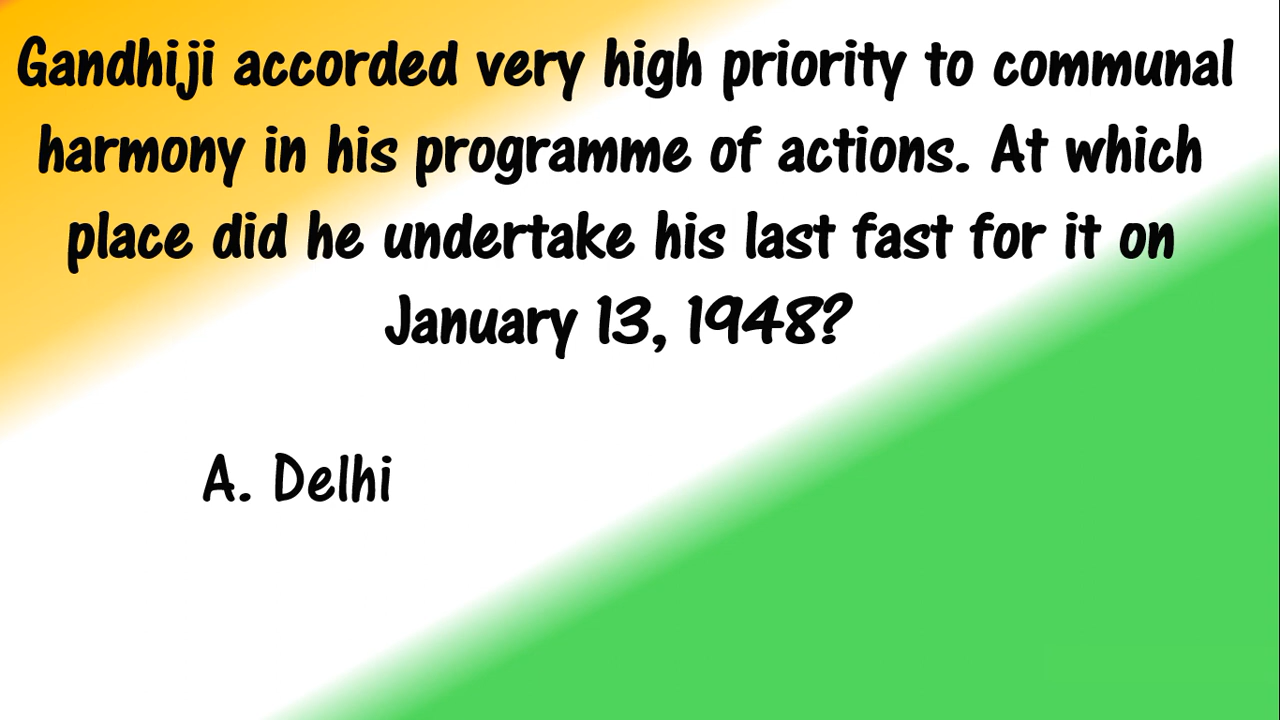 Gandhiji accorded very high priority to communal
harmony in his programme of actions. At which
place did he undertake his last fast for it on
January 13, 1948?
A. Delhi